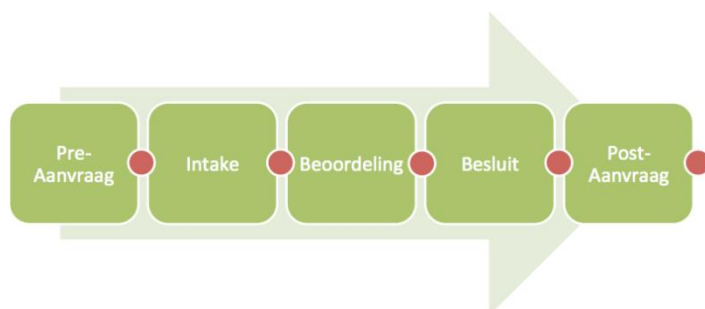 Pre-
Aanvraag
Intake
Beoordeling
Besluit
Post-
Aanvraag